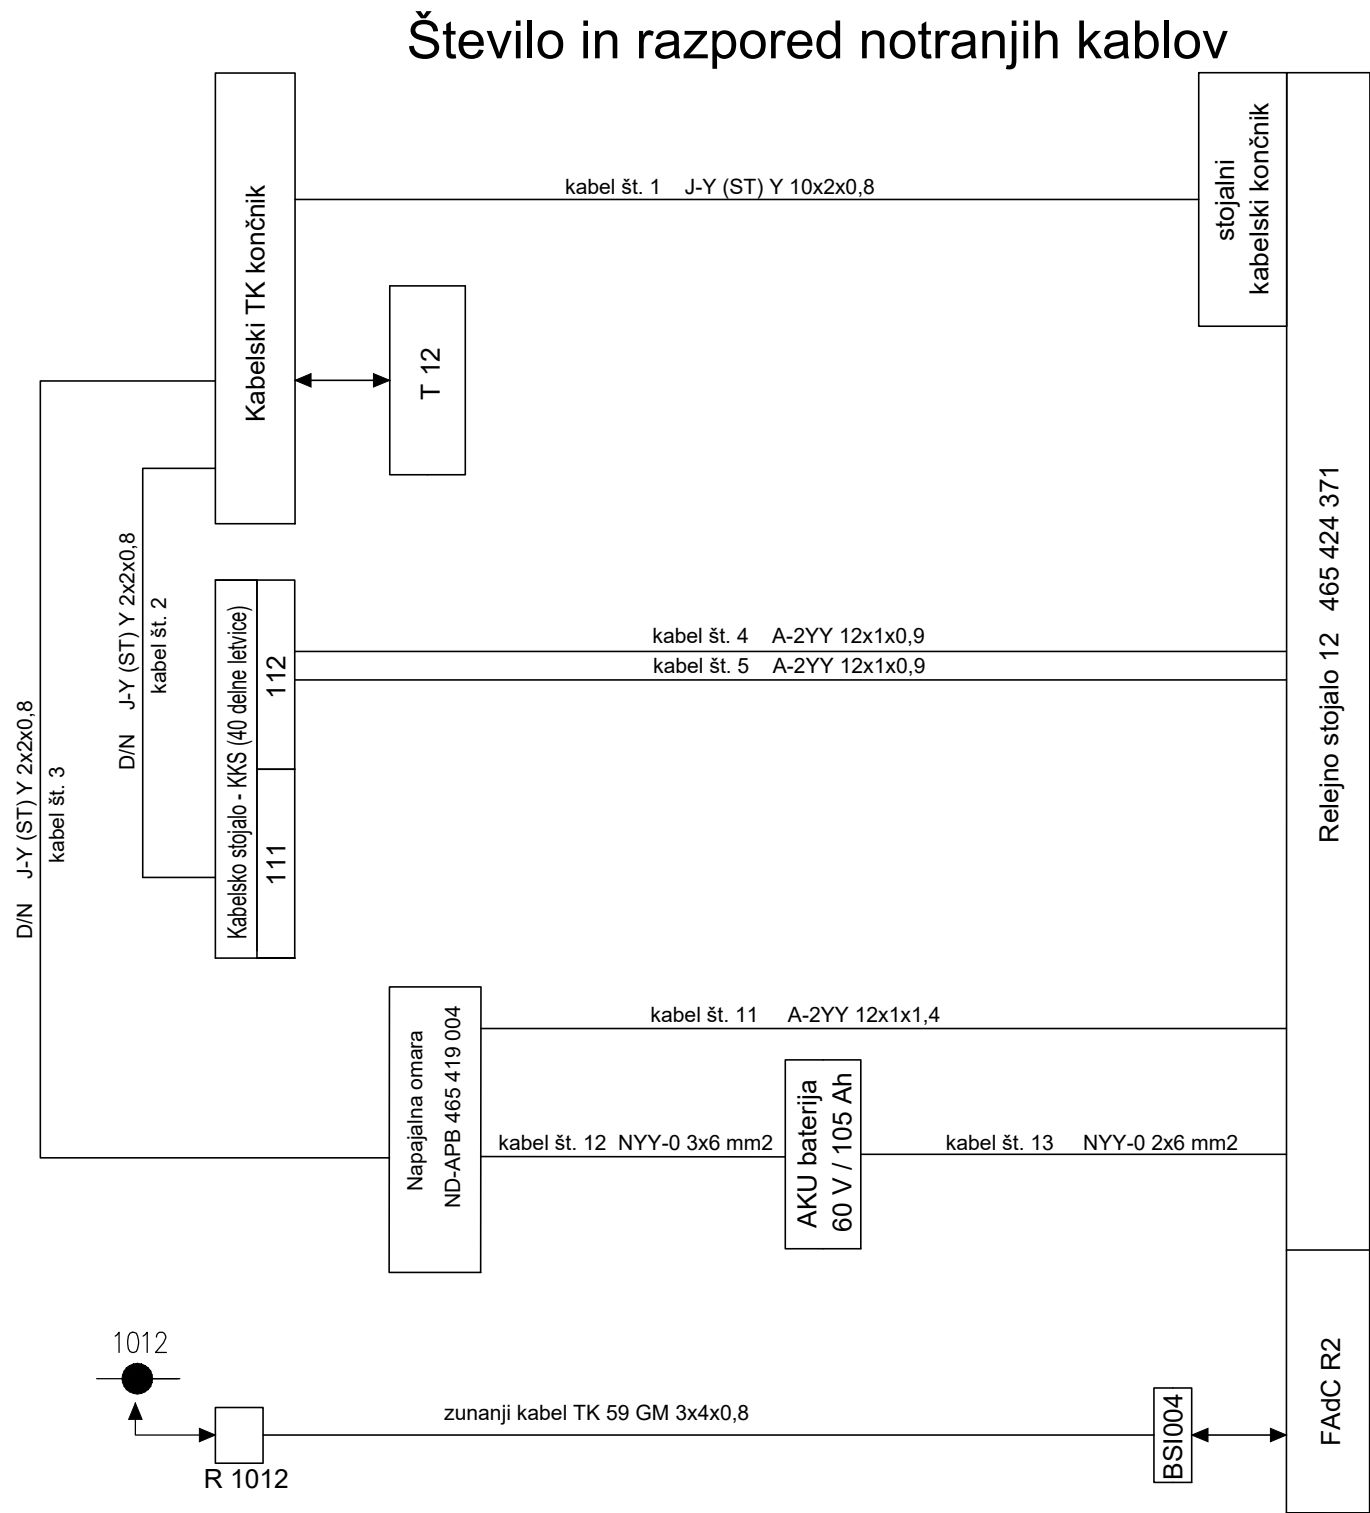 Število in razpored notranjih kablov
kabel št. 1 J-Y (ST) Y 10x2x0,8
Kabelski TK končnik
stojalni
kabelski končnik
T 12
Relejno stojalo 12 465 424 371
D/N J-Y (ST) Y 2x2x0,8
kabel št. 2
D/N J-Y (ST) Y 2x2x0,8
kabel št. 3
Kabelsko stojalo - KKS (40 delne letvice)
112
111
kabel št. 4 A-2YY 12x1x0,9
kabel št. 5 A-2YY 12x1x0,9
Napajalna omara
ND-APB 465 419 004
kabel št. 11 A-2YY 12x1x1,4
kabel št. 12 NYY-0 3x6 mm2
AKU baterija
60 V / 105 Ah
kabel št. 13 NYY-0 2x6 mm2
1012
R 1012
zunanji kabel TK 59 GM 3x4x0,8
BSI004
FAdC R2